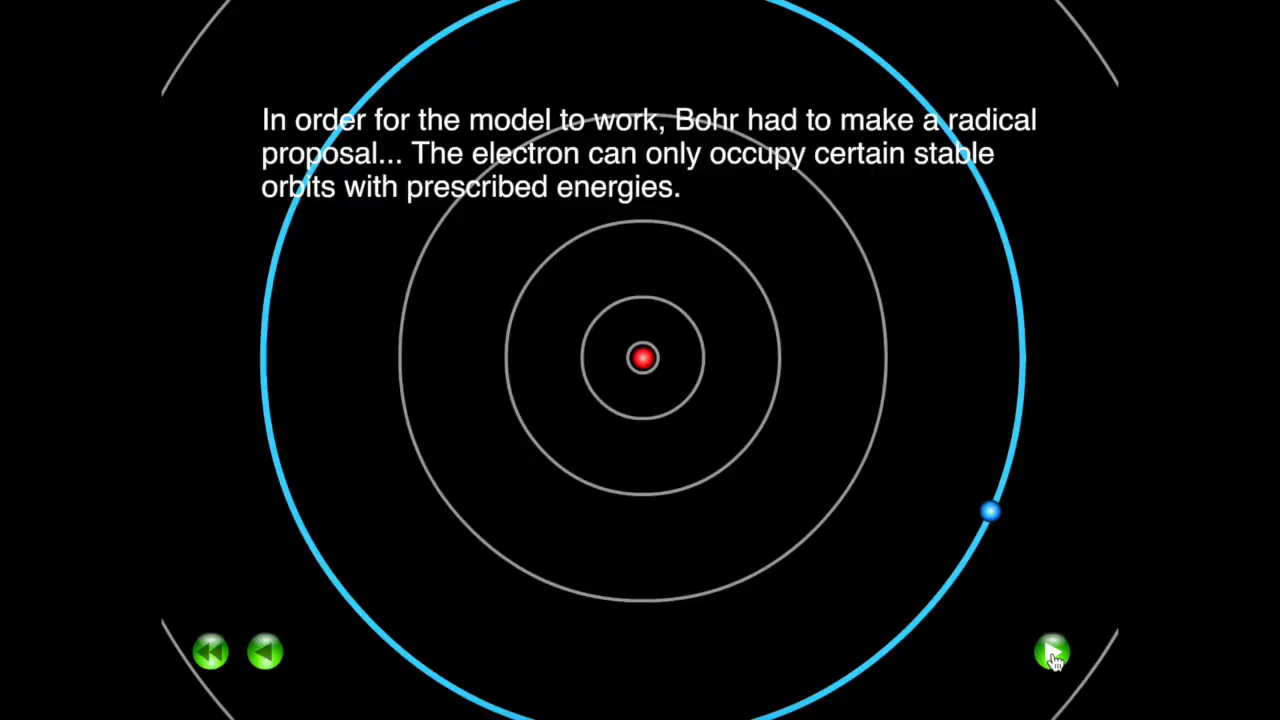 In order for the model to work, Bohr had to make a radical
proposal... The electron can only occupy certain stable
orbits with prescribed energies.